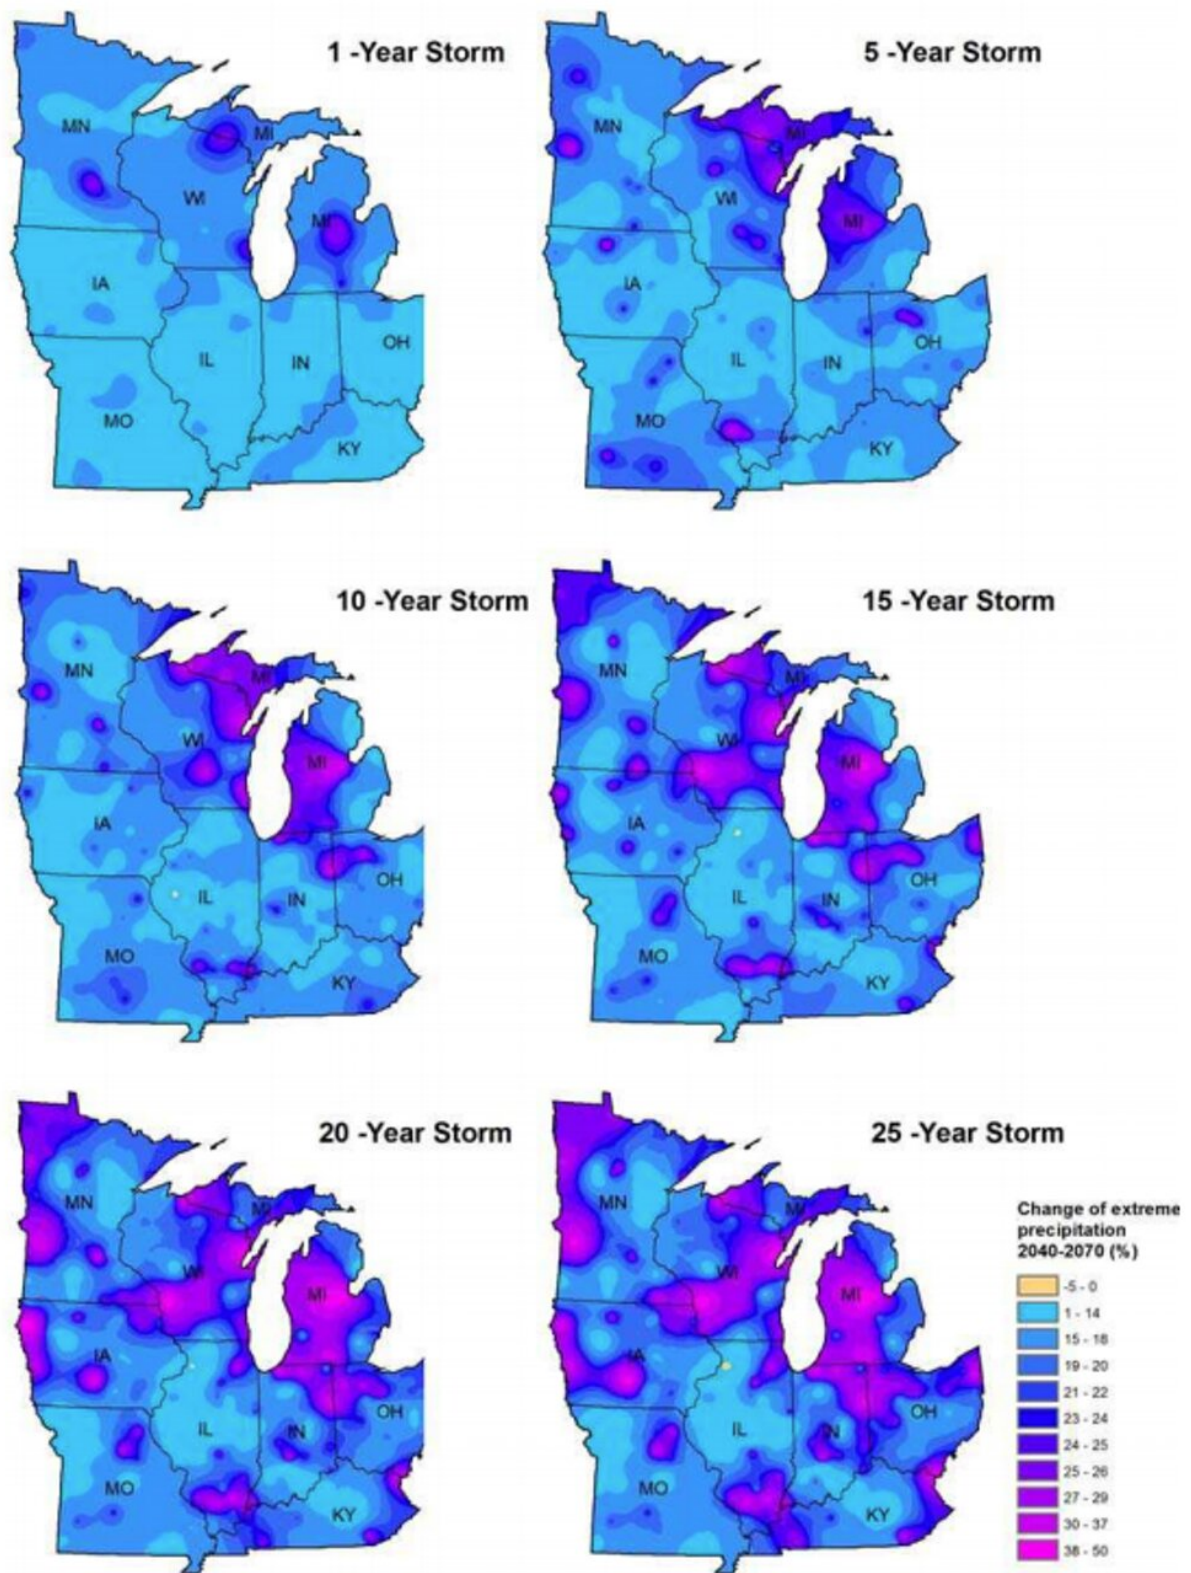 1 -Year Storm
MN
MI
WI
MI
IA
IL
IN
OH
MO
KY
5 -Year Storm
MN
MI
WI
MI
IA
IL
IN
OH
MO
KY
10 -Year Storm
MN
MI
WI
MI
IA
IL
IN
OH
MO
KY
15 -Year Storm
MN
MI
WI
MI
IA
IL
IN
OH
MO
KY
20 -Year Storm
MN
MI
WI
MI
IA
IL
IN
OH
MO
KY
25 -Year Storm
MN
MI
WI
MI
IA
IL
IN
OH
MO
KY
Change of extreme
precipitation
2040-2070 (%)
-5 - 0
1 - 14
15 - 18
19 - 20
21 - 22
23 - 24
24 - 25
25 - 26
27 - 29
30 - 37
38 - 50